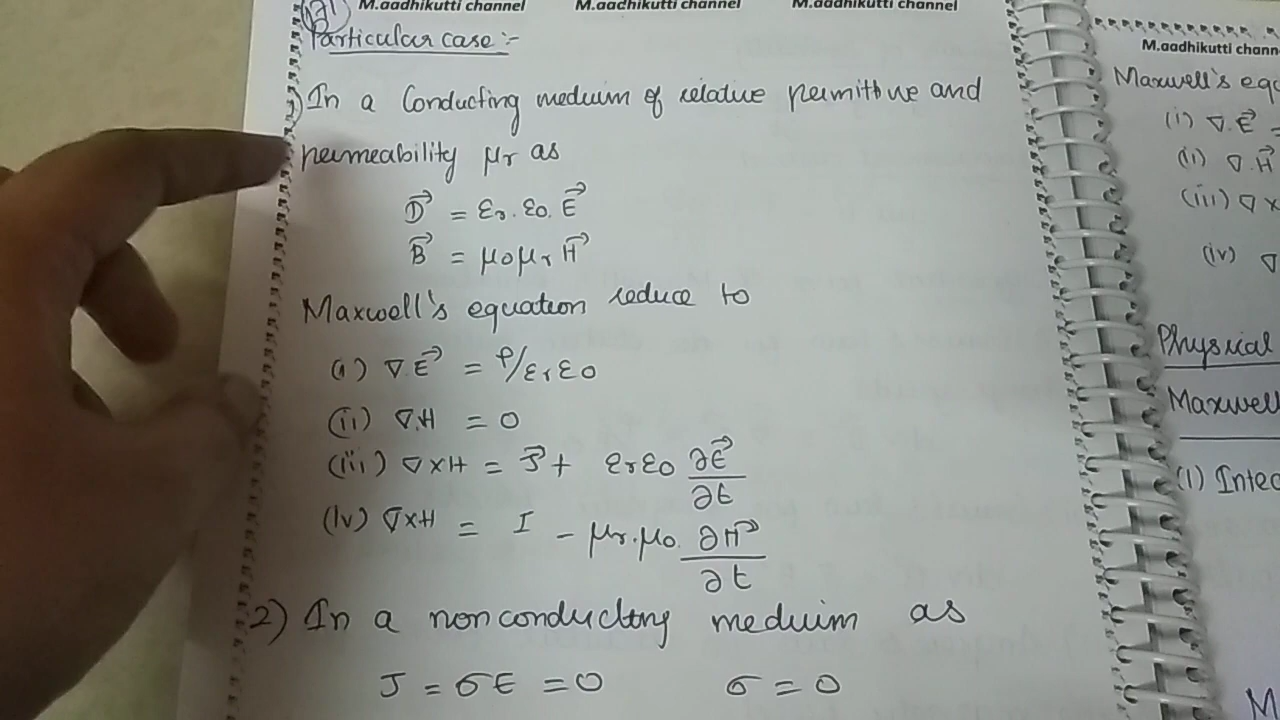 M.aadhikutti channel M.aadhikutti channel M.aadhikutti channel
Particular case :-
1) In a Conducting meduim of relative permittive and
permeability μr as
D⃗ = εr. ε0. E⃗
B⃗ = μ0μr H⃗
Maxwell's equation reduce to
(i) ∇.E⃗ = ρ/εrε0
(ii) ∇.H = 0
(iii) ∇×H = J⃗ + εrε0 ∂E⃗/∂t
(iv) ∇×H = I - μr.μ0. ∂H⃗/∂t
2) In a nonconducting meduim as
J = σE = 0 σ = 0
M.aadhikutti chann
Maxwell's eq
(i) ∇.E⃗ =
(ii) ∇.H⃗
(iii) ∇×
(iv) ∇
Physical
Maxwell
(1) Integ
M